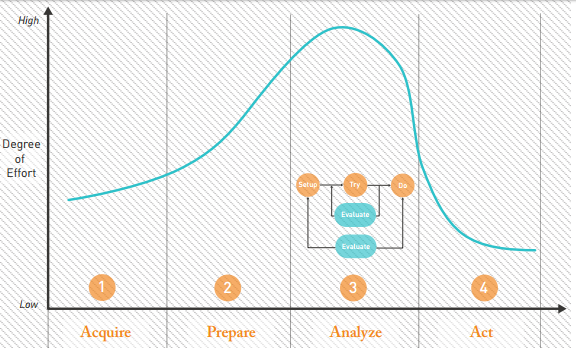 High
Degree
of
Effort
Low
Setup
Try
Do
Evaluate
Evaluate
1
2
3
4
Acquire
Prepare
Analyze
Act